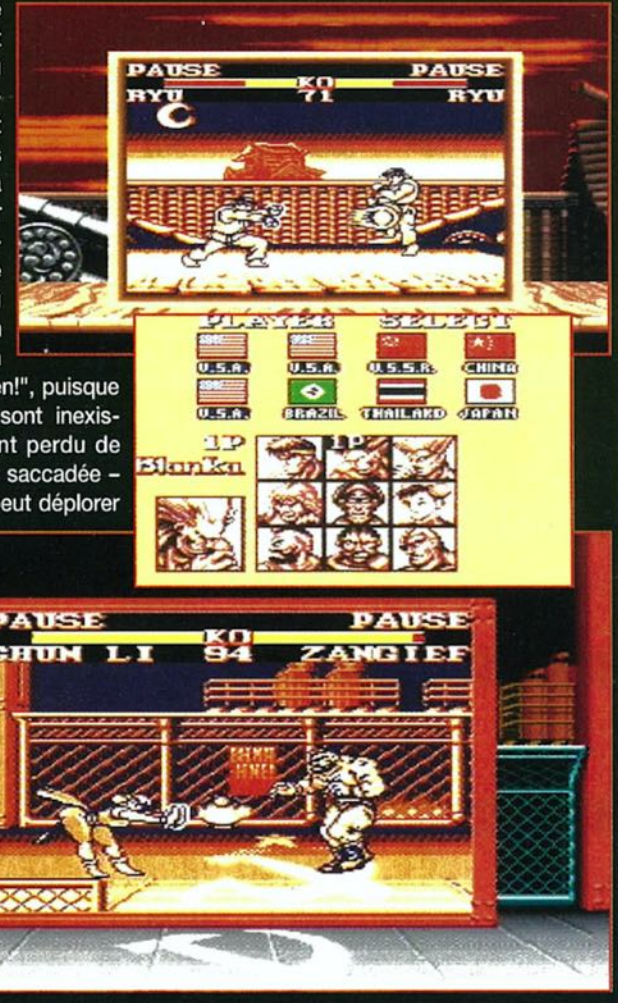 PAUSE PAUSE
KO
RYU 71 RYU
PLAYER SELECT
U.S.A. U.S.A. U.S.S.R. CHINA
U.S.A. BRAZIL THAILAND JAPAN
1P 1P
Blanka
en!", puisque
sont inexis-
nt perdu de
saccadée –
eut déplorer
PAUSE PAUSE
KO
CHUN LI 94 ZANGIEF